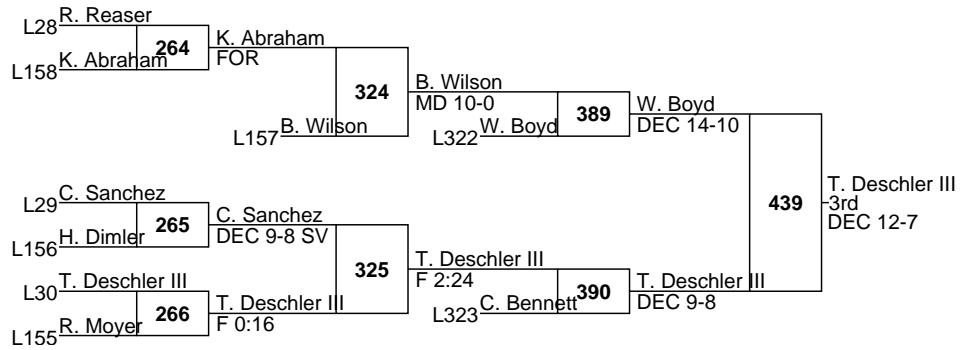 R. Reaser
L28
264
K. Abraham
FOR
K. Abraham
L158
324
B. Wilson
MD 10-0
B. Wilson
L157
389
W. Boyd
DEC 14-10
W. Boyd
L322
C. Sanchez
L29
265
C. Sanchez
DEC 9-8 SV
H. Dimler
L156
325
T. Deschler III
F 2:24
T. Deschler III
L30
266
T. Deschler III
F 0:16
R. Moyer
L155
C. Bennett
L323
390
T. Deschler III
DEC 9-8
439
T. Deschler III
3rd
DEC 12-7